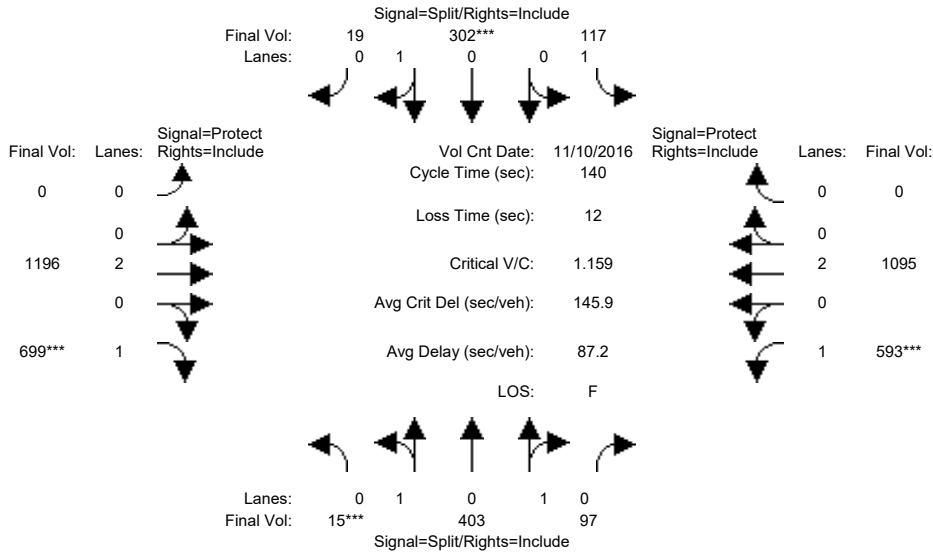 Signal=Split/Rights=Include
Final Vol: 19 302*** 117
Lanes: 0 1 0 0 1
Signal=Protect Signal=Protect
Final Vol: Lanes: Rights=Include Vol Cnt Date: 11/10/2016 Rights=Include Lanes: Final Vol:
Cycle Time (sec): 140
0 0 0 0
Loss Time (sec): 12
0 0
1196 2 Critical V/C: 1.159 2 1095
0 Avg Crit Del (sec/veh): 145.9 0
699*** 1 Avg Delay (sec/veh): 87.2 1 593***
LOS: F
Lanes: 0 1 0 1 0
Final Vol: 15*** 403 97
Signal=Split/Rights=Include